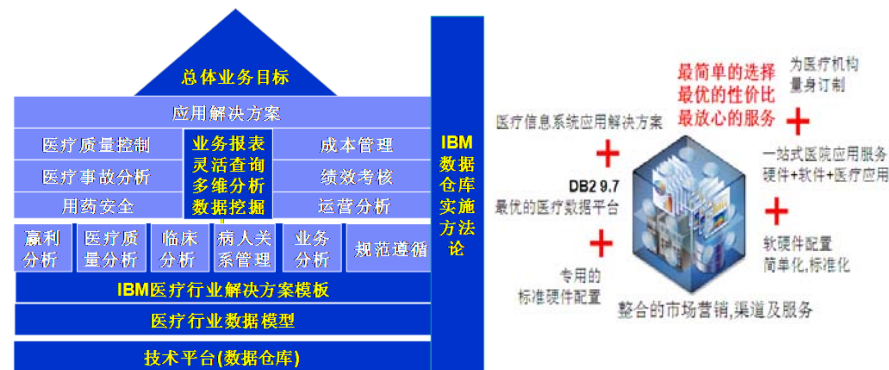 总体业务目标
应用解决方案
医疗质量控制
医疗事故分析
用药安全
业务报表
灵活查询
多维分析
数据挖掘
成本管理
绩效考核
运营分析
赢利
分析
医疗质
量分析
临床
分析
病人关
系管理
业务
分析
规范遵循
IBM医疗行业解决方案模板
医疗行业数据模型
技术平台(数据仓库)
IBM
数据
仓库
实施
方法
论
最简单的选择
最优的性价比
最放心的服务
为医疗机构
量身订制
医疗信息系统应用解决方案
一站式医院应用服务
硬件+软件+医疗应用
DB2 9.7
最优的医疗数据平台
软硬件配置
简单化,标准化
专用的
标准硬件配置
整合的市场营销,渠道及服务